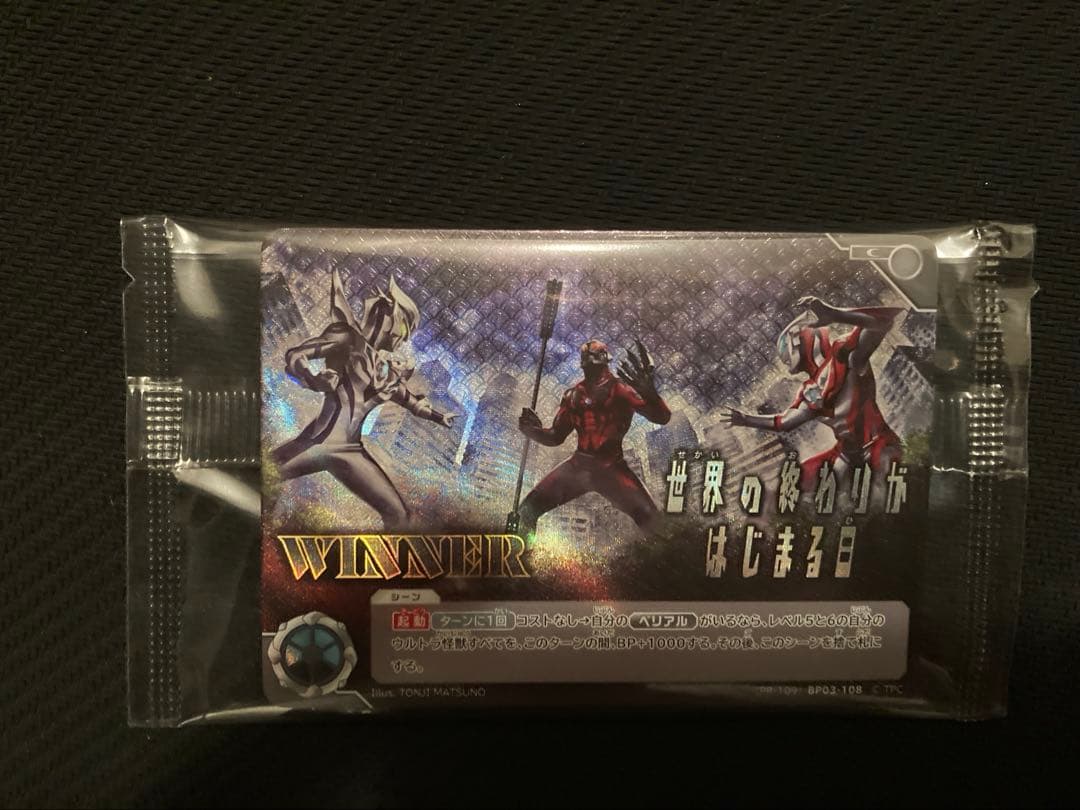 世界の終わりが
はじまる日
WINNER
シーン
起動 ターンに1回 コストなし→自分の ベリアル がいるなら、レベル5と6の自分の
ウルトラ怪獣すべてを、このターンの間、BP+1000する。その後、このシーンを捨て札に
する。
Illus. TONJI MATSUNO
PR-109 BP03-108 © TPC